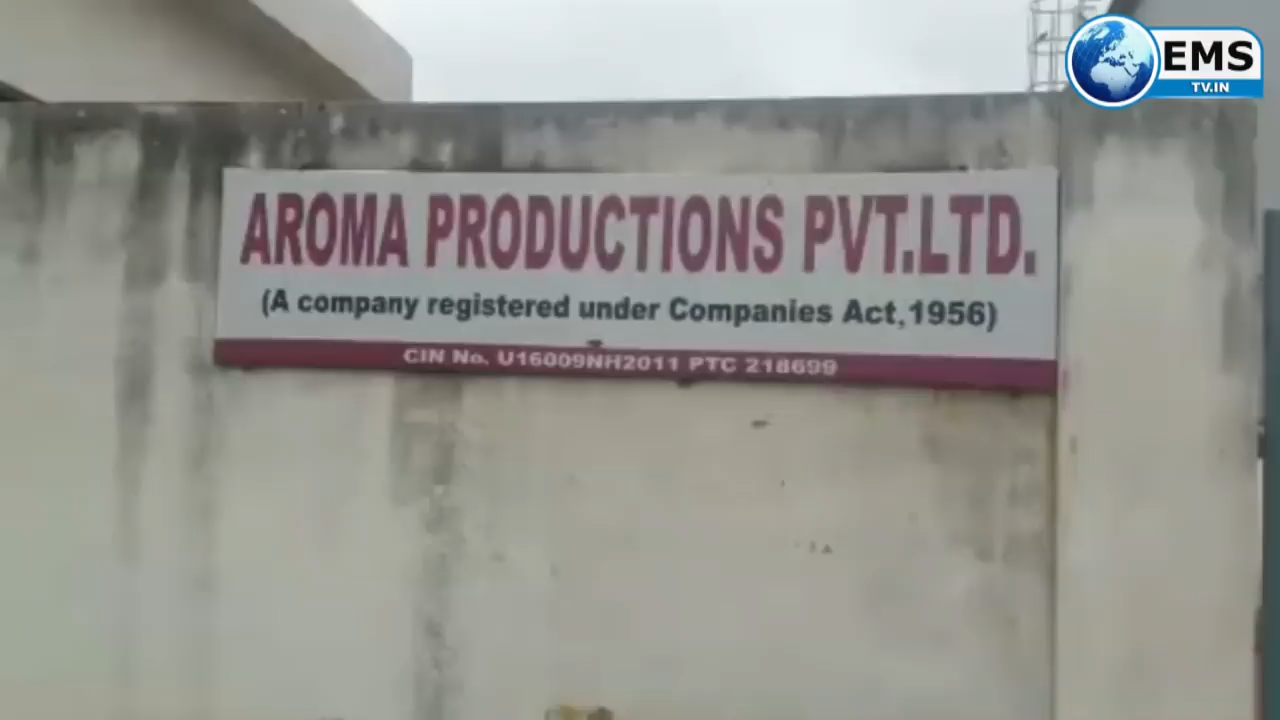 EMS
TV.IN
AROMA PRODUCTIONS PVT.LTD.
(A company registered under Companies Act,1956)
CIN No. U16009NH2011 PTC 218699